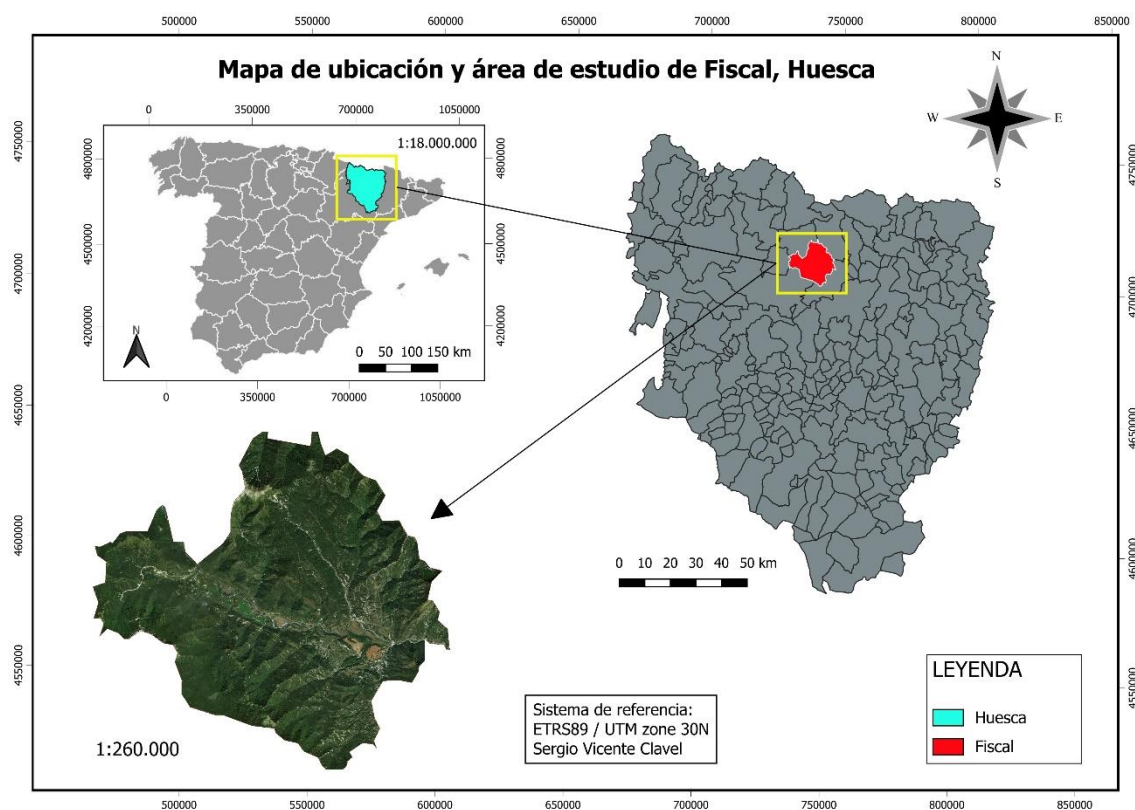 500000 550000 600000 700000 750000 800000 850000
Mapa de ubicación y área de estudio de Fiscal, Huesca
N
W E
S
0 350000 700000 1050000
1:18.000.000
4800000 4800000
4500000 4500000
4200000 4200000
N
0 50 100 150 km
350000 700000 1050000
4750000 4750000
4700000 4700000
4650000 4650000
4600000 4600000
4550000 4550000
0 10 20 30 40 50 km
1:260.000
Sistema de referencia:
ETRS89 / UTM zone 30N
Sergio Vicente Clavel
LEYENDA
Huesca
Fiscal
500000 550000 600000 650000 700000 750000 800000 850000